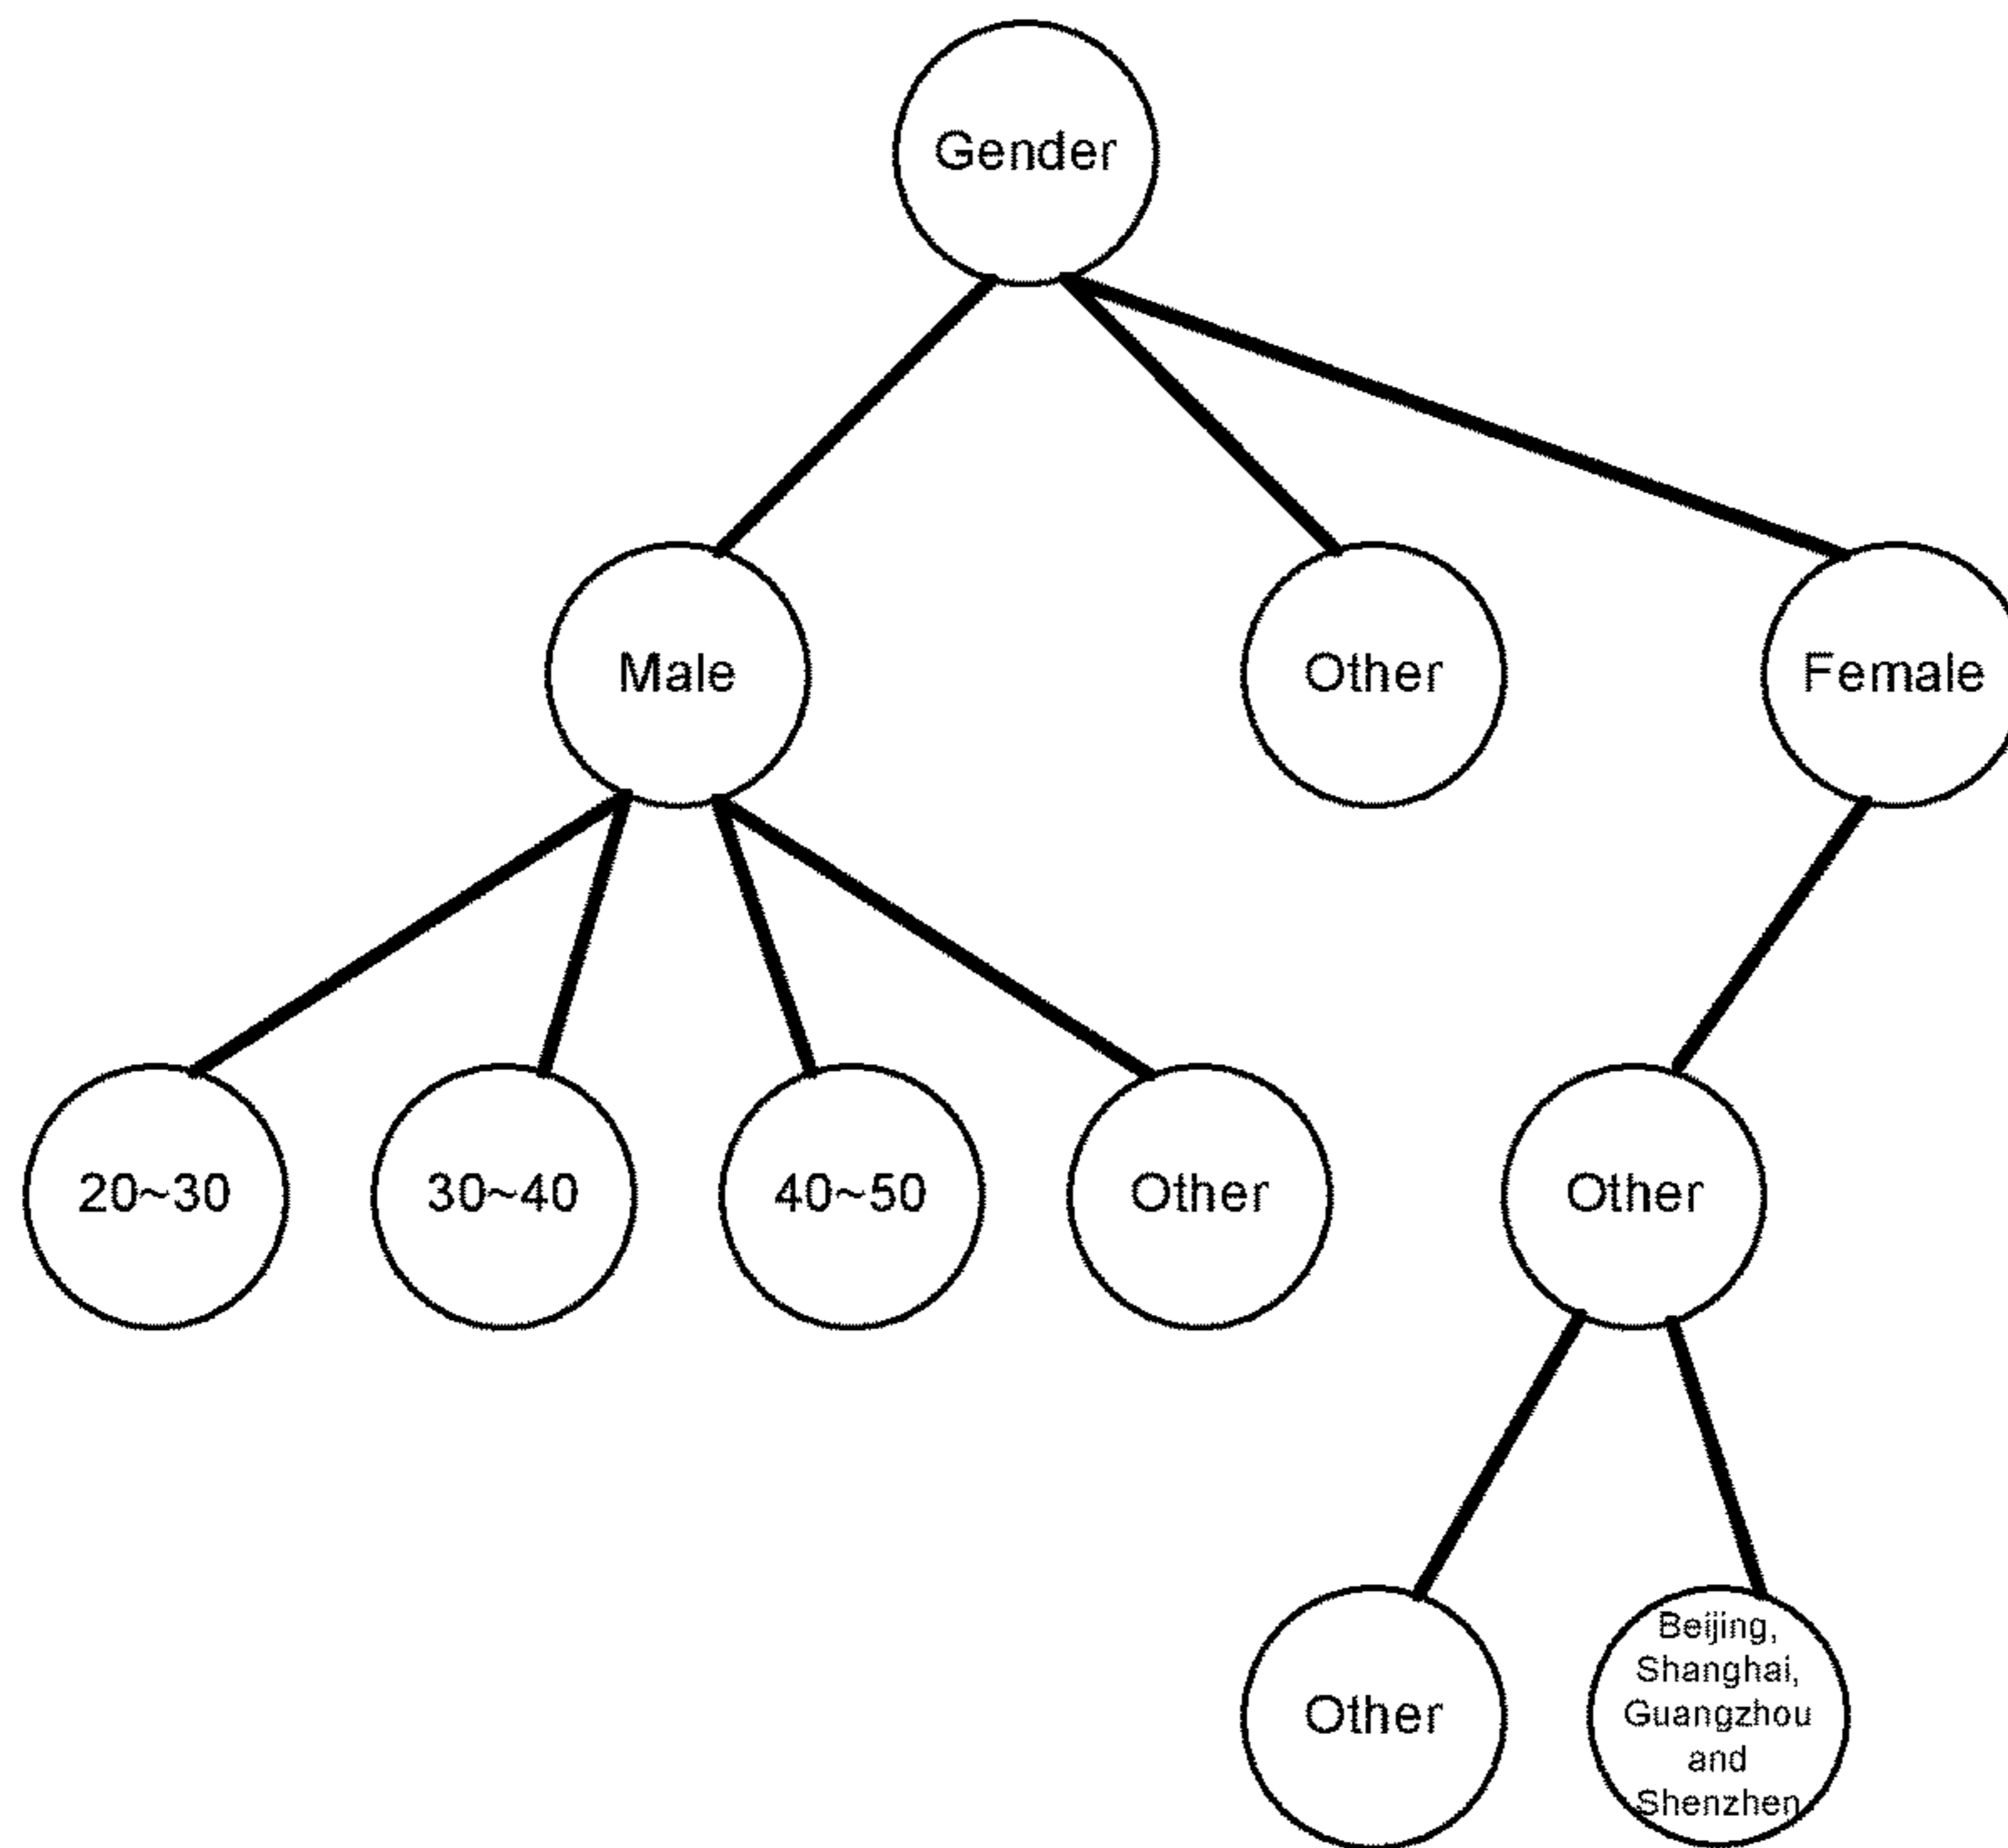 Gender
Male
Other
Female
20~30
30~40
40~50
Other
Other
Other
Beijing,
Shanghai,
Guangzhou
and
Shenzhen